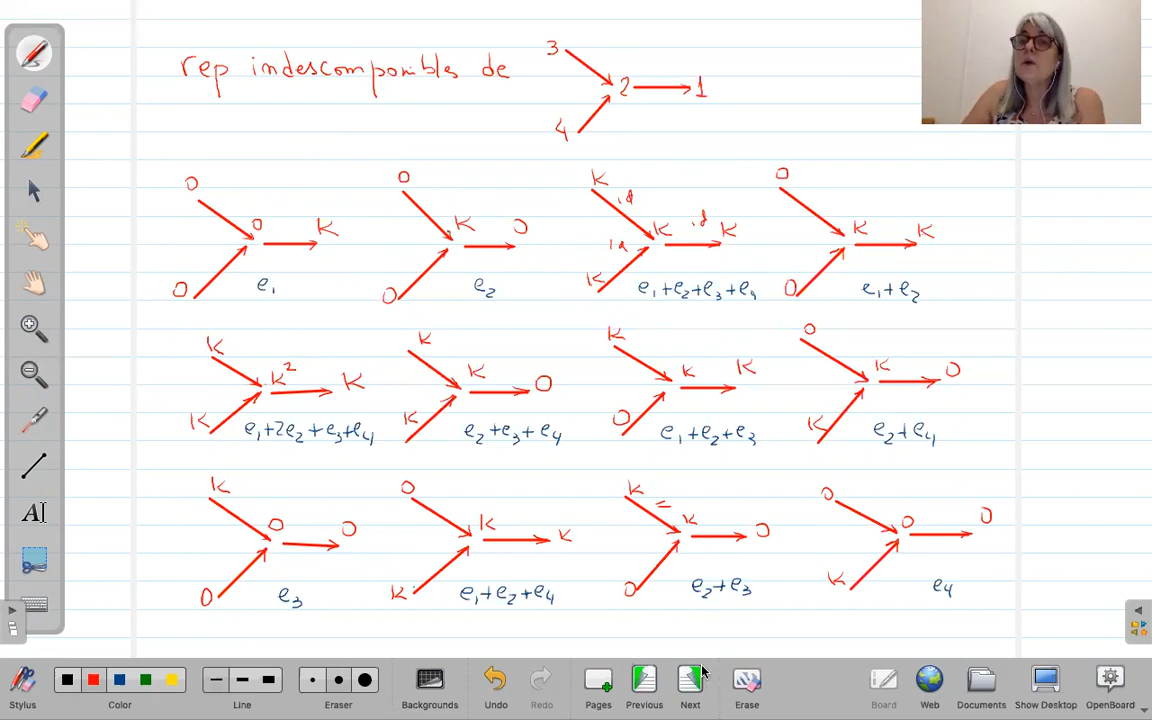 rep indescomponibles de
3
2 1
4
0 0 K 0
0 K K 0 K K K K
id id id
0 0 K 0
e1 e2 e1+e2+e3+e4 e1+e2
K K K 0
K² K K 0 K K K 0
K K 0 K
e1+2e2+e3+e4 e2+e3+e4 e1+e2+e3 e2+e4
K 0 K = 0
0 0 K K K 0 0 0
0 K 0 K
e3 e1+e2+e4 e2+e3 e4
A
Stylus Color Line Eraser Backgrounds Undo Redo Pages Previous Next Erase Board Web Documents Show Desktop OpenBoard